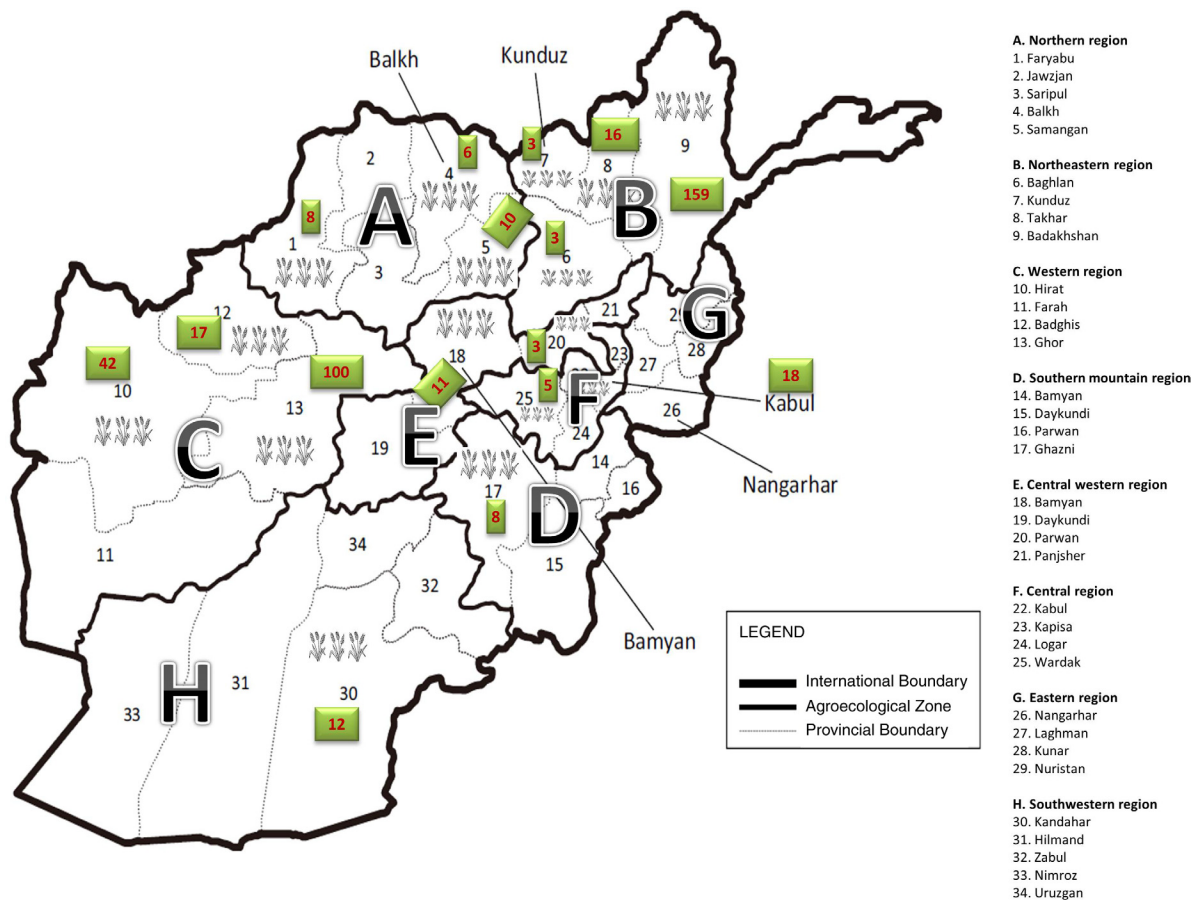 Balkh
Kunduz
2
4
6
3
7
16
8
9
159
8
1
A
3
10
5
3
6
B
12
17
42
10
100
13
18
11
3
20
21
23
29
G
28
27
5
25
F
24
26
18
Kabul
Nangarhar
C
19
E
17
8
D
14
16
15
11
34
32
Bamyan
H
31
33
30
12
LEGEND
International Boundary
Agroecological Zone
Provincial Boundary
A. Northern region
1. Faryabu
2. Jawzjan
3. Saripul
4. Balkh
5. Samangan
B. Northeastern region
6. Baghlan
7. Kunduz
8. Takhar
9. Badakhshan
C. Western region
10. Hirat
11. Farah
12. Badghis
13. Ghor
D. Southern mountain region
14. Bamyan
15. Daykundi
16. Parwan
17. Ghazni
E. Central western region
18. Bamyan
19. Daykundi
20. Parwan
21. Panjsher
F. Central region
22. Kabul
23. Kapisa
24. Logar
25. Wardak
G. Eastern region
26. Nangarhar
27. Laghman
28. Kunar
29. Nuristan
H. Southwestern region
30. Kandahar
31. Hilmand
32. Zabul
33. Nimroz
34. Uruzgan